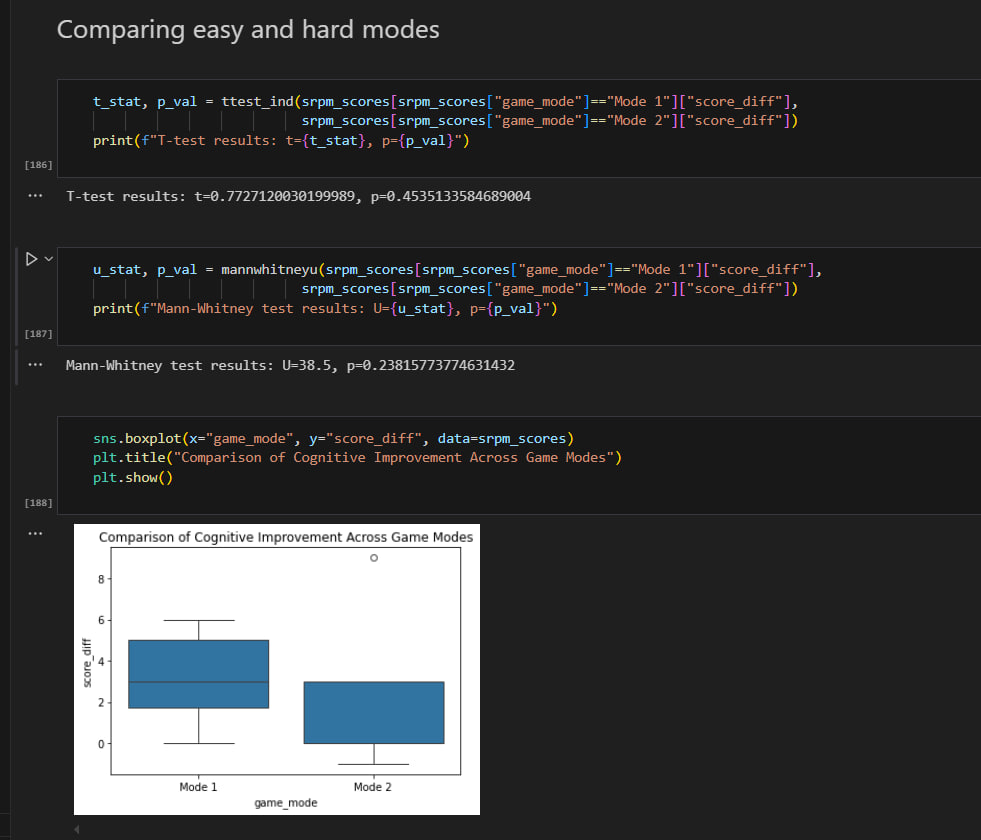 Comparing easy and hard modes
t_stat, p_val = ttest_ind(srpm_scores[srpm_scores["game_mode"]=="Mode 1"]["score_diff"],
srpm_scores[srpm_scores["game_mode"]=="Mode 2"]["score_diff"])
print(f"T-test results: t={t_stat}, p={p_val}")
[186]
T-test results: t=0.7727120030199989, p=0.4535133584689004
u_stat, p_val = mannwhitneyu(srpm_scores[srpm_scores["game_mode"]=="Mode 1"]["score_diff"],
srpm_scores[srpm_scores["game_mode"]=="Mode 2"]["score_diff"])
print(f"Mann-Whitney test results: U={u_stat}, p={p_val}")
[187]
Mann-Whitney test results: U=38.5, p=0.23815773774631432
sns.boxplot(x="game_mode", y="score_diff", data=srpm_scores)
plt.title("Comparison of Cognitive Improvement Across Game Modes")
plt.show()
[188]
Comparison of Cognitive Improvement Across Game Modes
8
6
4
2
0
score_diff
Mode 1 Mode 2
game_mode